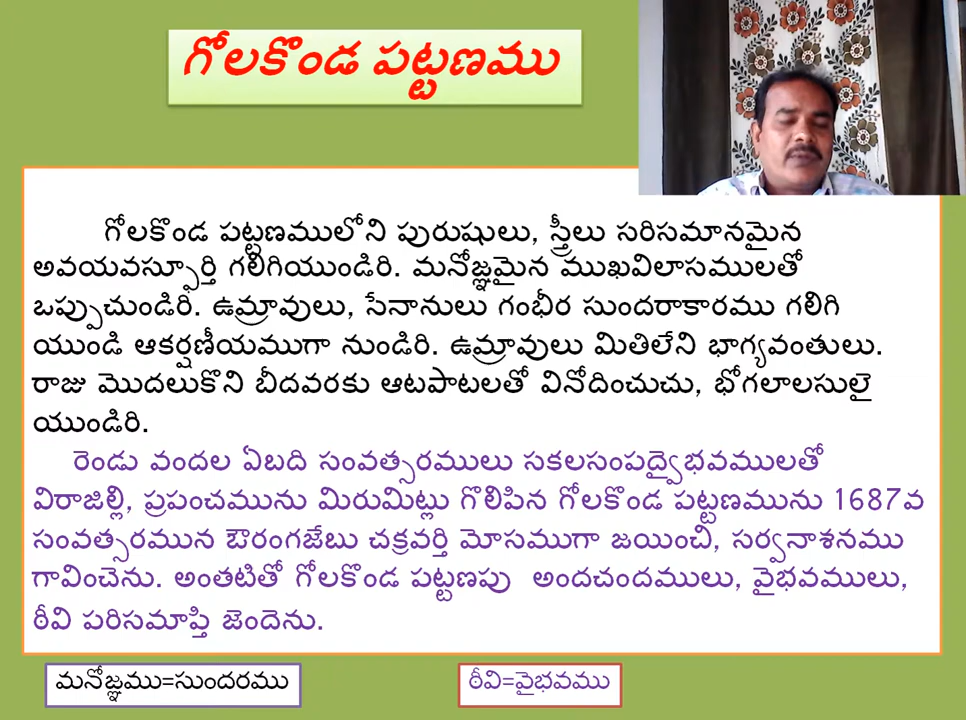 గోలకొండ పట్టణము
గోలకొండ పట్టణములోని పురుషులు, స్త్రీలు సరిసమానమైన
అవయవస్ఫూర్తి గలిగియుండిరి. మనోజ్ఞమైన ముఖవిలాసములతో
ఒప్పుచుండిరి. ఉమ్రావులు, సేనానులు గంభీర సుందరాకారము గలిగి
యుండి ఆకర్షణీయముగా నుండిరి. ఉమ్రావులు మితిలేని భాగ్యవంతులు.
రాజు మొదలుకొని బీదవరకు ఆటపాటలతో వినోదించుచు, భోగలాలసులై
యుండిరి.
రెండు వందల ఏబది సంవత్సరములు సకలసంపద్వైభవములతో
విరాజిల్లి, ప్రపంచమును మిరుమిట్లు గొలిపిన గోలకొండ పట్టణమును 1687వ
సంవత్సరమున ఔరంగజేబు చక్రవర్తి మోసముగా జయించి, సర్వనాశనము
గావించెను. అంతటితో గోలకొండ పట్టణపు అందచందములు, వైభవములు,
ఠీవి పరిసమాప్తి జెందెను.
మనోజ్ఞము=సుందరము
ఠీవి=వైభవము